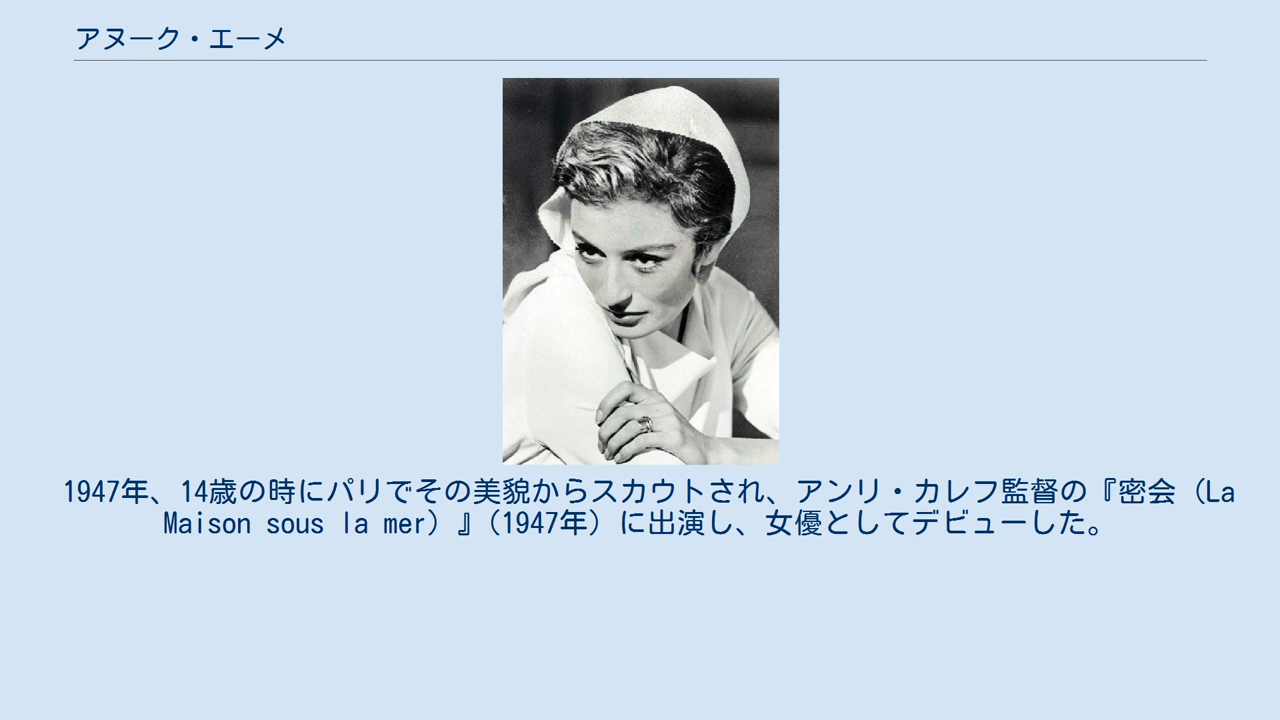 アヌーク・エーメ
1947年、14歳の時にパリでその美貌からスカウトされ、アンリ・カレフ監督の『密会（La
Maison sous la mer）』（1947年）に出演し、女優としてデビューした。